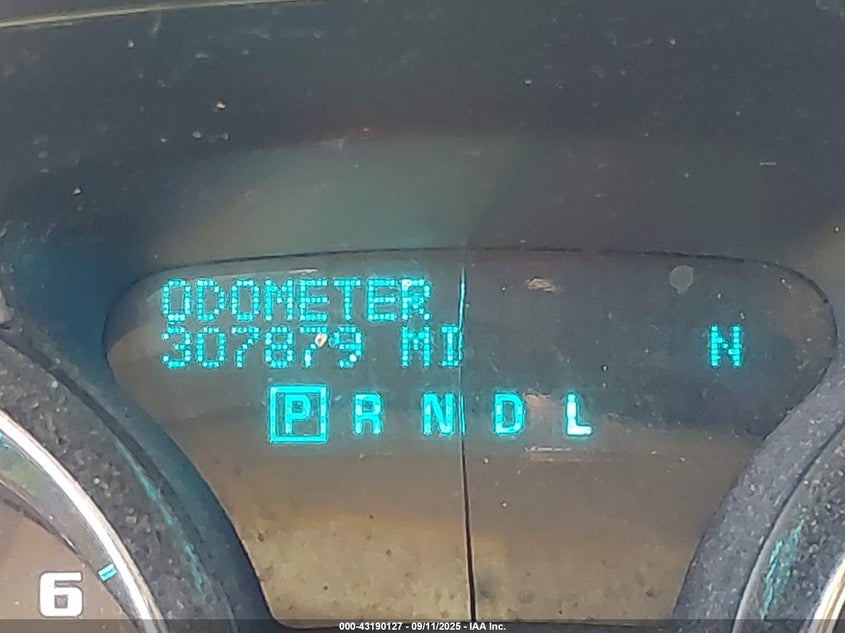 ODOMETER
307879 MI N
P R N D L
6
000-43190127 - 09/11/2025 - IAA Inc.